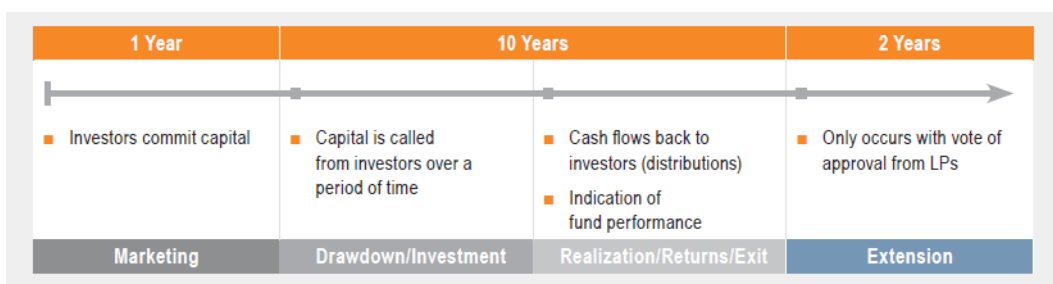 1 Year
10 Years
2 Years
Investors commit capital
Capital is called
from investors over a
period of time
Cash flows back to
investors (distributions)
Indication of
fund performance
Only occurs with vote of
approval from LPs
Marketing
Drawdown/Investment
Realization/Returns/Exit
Extension